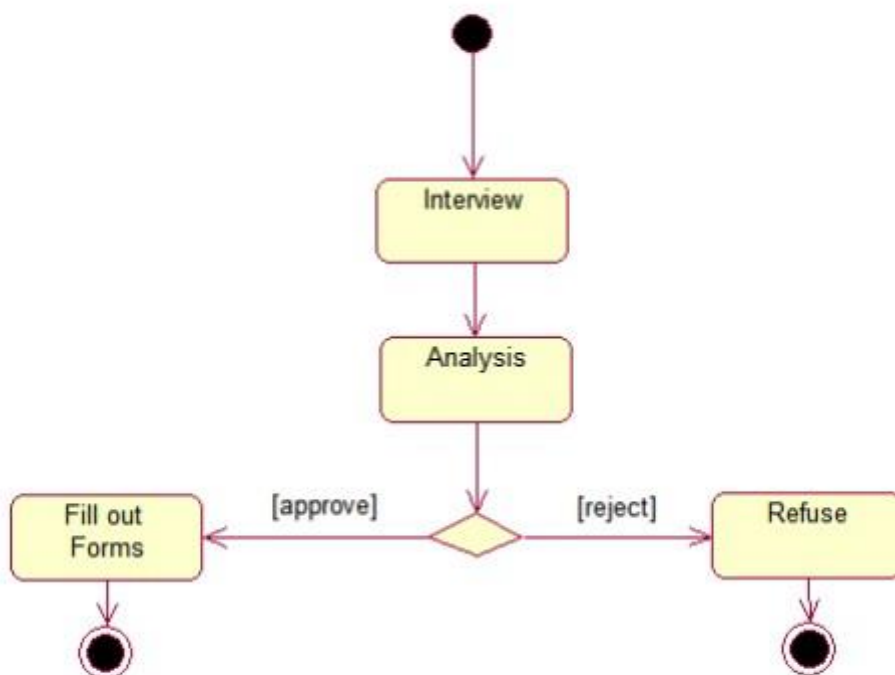 Interview
Analysis
[approve]
[reject]
Fill out
Forms
Refuse